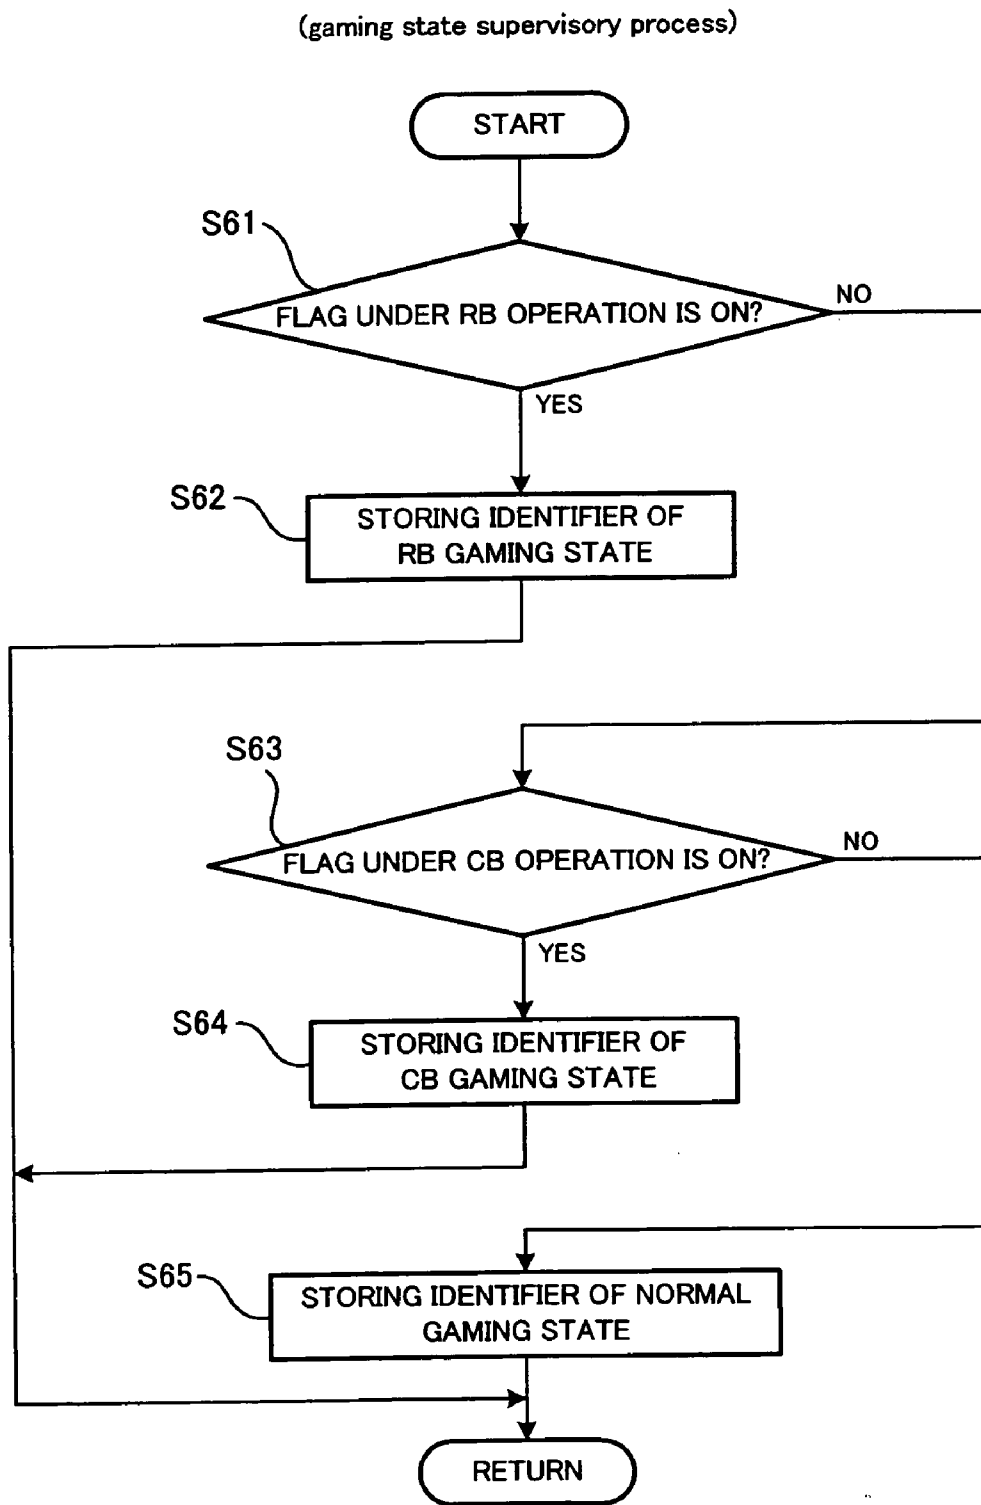 (gaming state supervisory process)
START
S61
FLAG UNDER RB OPERATION IS ON?
NO
YES
S62
STORING IDENTIFIER OF
RB GAMING STATE
S63
FLAG UNDER CB OPERATION IS ON?
NO
YES
S64
STORING IDENTIFIER OF
CB GAMING STATE
S65
STORING IDENTIFIER OF NORMAL
GAMING STATE
RETURN